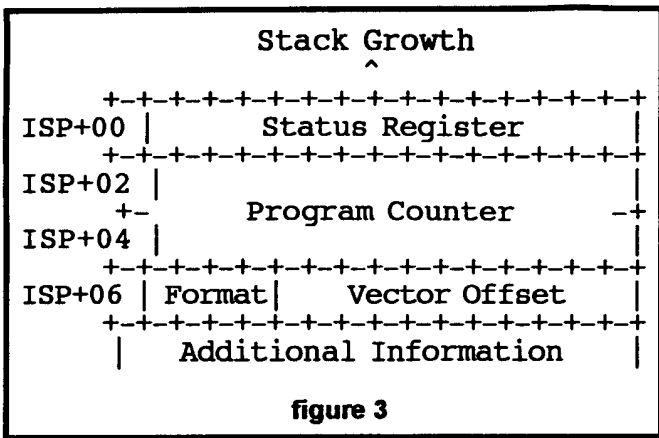 Stack Growth
^
+-+-+-+-+-+-+-+-+-+-+-+-+-+-+-+-+
ISP+00 | Status Register |
+-+-+-+-+-+-+-+-+-+-+-+-+-+-+-+-+
ISP+02 | |
+- Program Counter -+
ISP+04 | |
+-+-+-+-+-+-+-+-+-+-+-+-+-+-+-+-+
ISP+06 | Format| Vector Offset |
+-+-+-+-+-+-+-+-+-+-+-+-+-+-+-+-+
| Additional Information |
figure 3